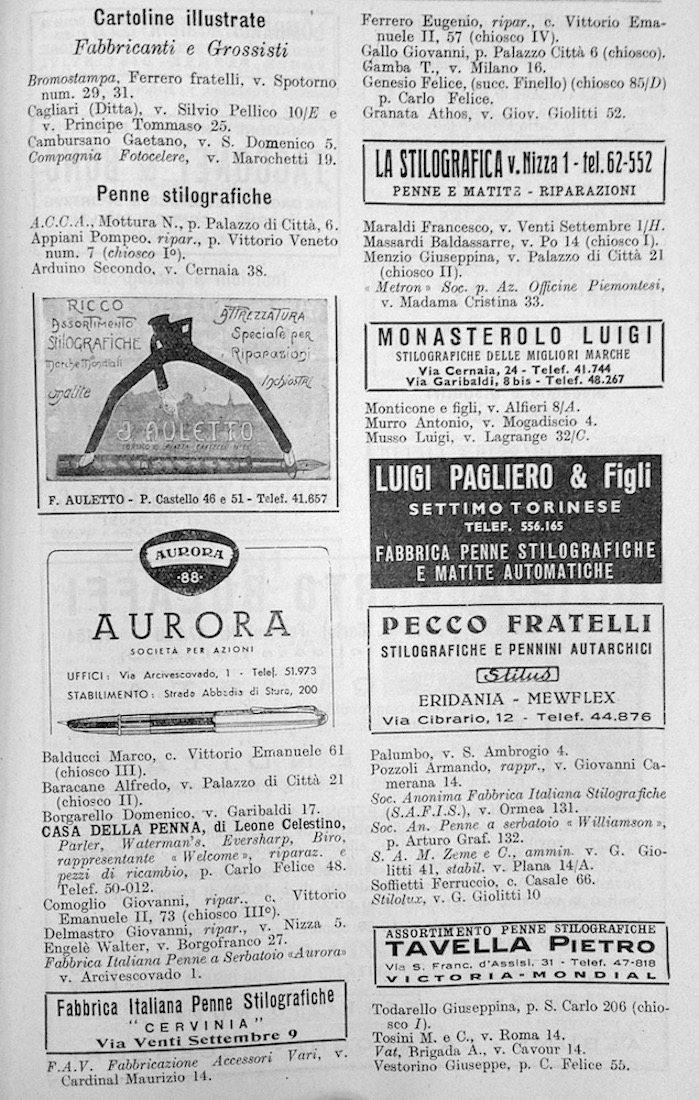 Cartoline illustrate
Fabbricanti e Grossisti
Bromostampa, Ferrero fratelli, v. Spotorno
num. 29, 31.
Cagliari (Ditta), v. Silvio Pellico 10/E e
v. Principe Tommaso 25.
Cambursano Gaetano, v. S. Domenico 5.
Compagnia Fotocelere, v. Marochetti 19.
Penne stilografiche
A.C.C.A., Mottura N., p. Palazzo di Città, 6.
Appiani Pompeo, ripar., p. Vittorio Veneto
num. 7 (chiosco Iº).
Arduino Secondo, v. Cernaia 38.
RICCO
ASSORTIMENTO
STILOGRAFICHE
Marche Mondiali
Matite
ATTREZZATURA
Speciale per
Riparazioni
Inchiostri
J. AULETTO
F. AULETTO - P. Castello 46 e 51 - Telef. 41.657
AURORA
·88·
AURORA
SOCIETÀ PER AZIONI
UFFICI: Via Arcivescovado, 1 - Telef. 51.973
STABILIMENTO: Strada Abbadia di Stura, 200
Balducci Marco, c. Vittorio Emanuele 61
(chiosco III).
Baracane Alfredo, v. Palazzo di Città 21
(chiosco II).
Borgarello Domenico, v. Garibaldi 17.
CASA DELLA PENNA, di Leone Celestino,
Parler, Waterman's, Eversharp, Biro,
rappresentante « Welcome », riparaz. e
pezzi di ricambio, p. Carlo Felice 48.
Telef. 50-012.
Comoglio Giovanni, ripar., c. Vittorio
Emanuele II, 73 (chiosco IIIº).
Delmastro Giovanni, ripar., v. Nizza 5.
Engelè Walter, v. Borgofranco 27.
Fabbrica Italiana Penne a Serbatoio «Aurora»
v. Arcivescovado 1.
Fabbrica Italiana Penne Stilografiche
"CERVINIA"
Via Venti Settembre 9
F.A.V. Fabbricazione Accessori Vari, v.
Cardinal Maurizio 14.
Ferrero Eugenio, ripar., c. Vittorio Ema-
nuele II, 57 (chiosco IV).
Gallo Giovanni, p. Palazzo Città 6 (chiosco).
Gamba T., v. Milano 16.
Genesio Felice, (succ. Finello) (chiosco 85/D)
p. Carlo Felice.
Granata Athos, v. Giov. Giolitti 52.
LA STILOGRAFICA v. Nizza 1 - tel. 62-552
PENNE E MATITE - RIPARAZIONI
Maraldi Francesco, v. Venti Settembre 1/H.
Massardi Baldassarre, v. Po 14 (chiosco I).
Menzio Giuseppina, v. Palazzo di Città 21
(chiosco II).
« Metron » Soc. p. Az. Officine Piemontesi,
v. Madama Cristina 33.
MONASTEROLO LUIGI
STILOGRAFICHE DELLE MIGLIORI MARCHE
Via Cernaia, 24 - Telef. 41.744
Via Garibaldi, 8 bis - Telef. 48.267
Monticone e figli, v. Alfieri 8/A.
Murro Antonio, v. Mogadiscio 4.
Musso Luigi, v. Lagrange 32/C.
LUIGI PAGLIERO & Figli
SETTIMO TORINESE
TELEF. 556.165
FABBRICA PENNE STILOGRAFICHE
E MATITE AUTOMATICHE
PECCO FRATELLI
STILOGRAFICHE E PENNINI AUTARCHICI
Stilus
ERIDANIA - MEWFLEX
Via Cibrario, 12 - Telef. 44.876
Palumbo, v. S. Ambrogio 4.
Pozzoli Armando, rappr., v. Giovanni Ca-
merana 14.
Soc. Anonima Fabbrica Italiana Stilografiche
(S.A.F.I.S.), v. Ormea 131.
Soc. An. Penne a serbatoio « Williamson »,
p. Arturo Graf. 132.
S. A. M. Zeme e C., ammin. v. G. Gio-
litti 41, stabil. v. Plana 14/A.
Soffietti Ferruccio, c. Casale 66.
Stilolux, v. G. Giolitti 10
ASSORTIMENTO PENNE STILOGRAFICHE
TAVELLA PIETRO
Via S. Franc. d'Assisi, 31 - Telef. 47-818
VICTORIA - MONDIAL
Todarello Giuseppina, p. S. Carlo 206 (chio-
sco I).
Tosini M. e C., v. Roma 14.
Vat, Brigada A., v. Cavour 14.
Vestorino Giuseppe, p. C. Felice 55.